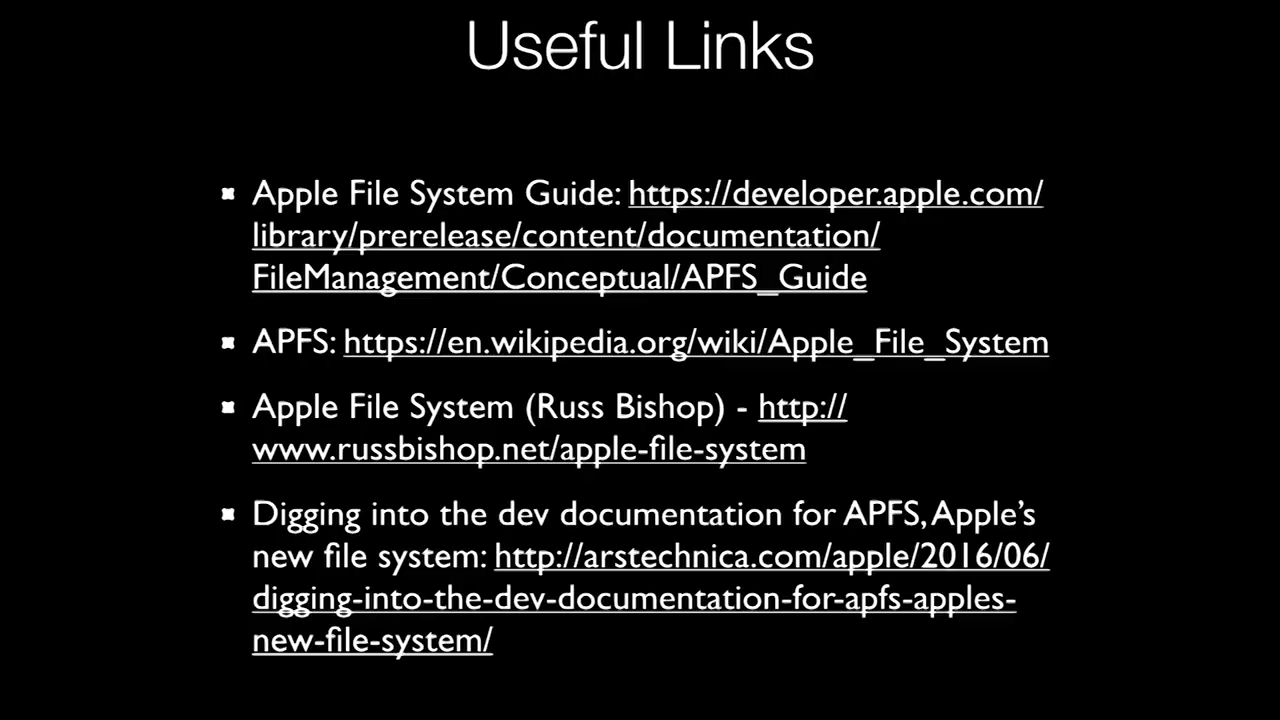 Useful Links
Apple File System Guide: https://developer.apple.com/
library/prerelease/content/documentation/
FileManagement/Conceptual/APFS_Guide
APFS: https://en.wikipedia.org/wiki/Apple_File_System
Apple File System (Russ Bishop) - http://
www.russbishop.net/apple-file-system
Digging into the dev documentation for APFS, Apple’s
new file system: http://arstechnica.com/apple/2016/06/
digging-into-the-dev-documentation-for-apfs-apples-
new-file-system/